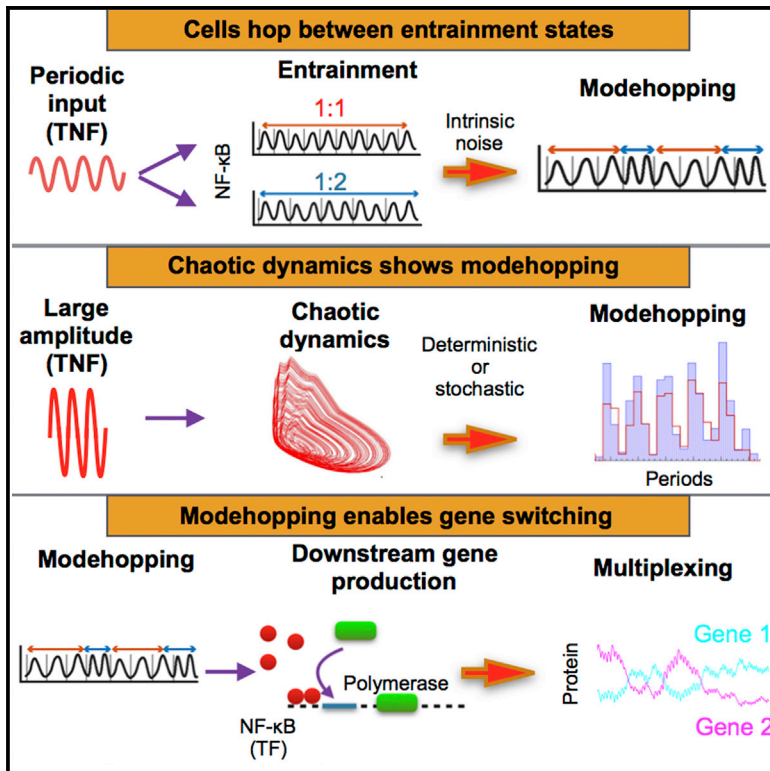 Cells hop between entrainment states
Periodic
input
(TNF)
Entrainment
1:1
NF-κB
1:2
Intrinsic
noise
Modehopping
Chaotic dynamics shows modehopping
Large
amplitude
(TNF)
Chaotic
dynamics
Deterministic
or
stochastic
Modehopping
Periods
Modehopping enables gene switching
Modehopping
Downstream gene
production
Polymerase
NF-κB
(TF)
Multiplexing
Protein
Gene 1
Gene 2